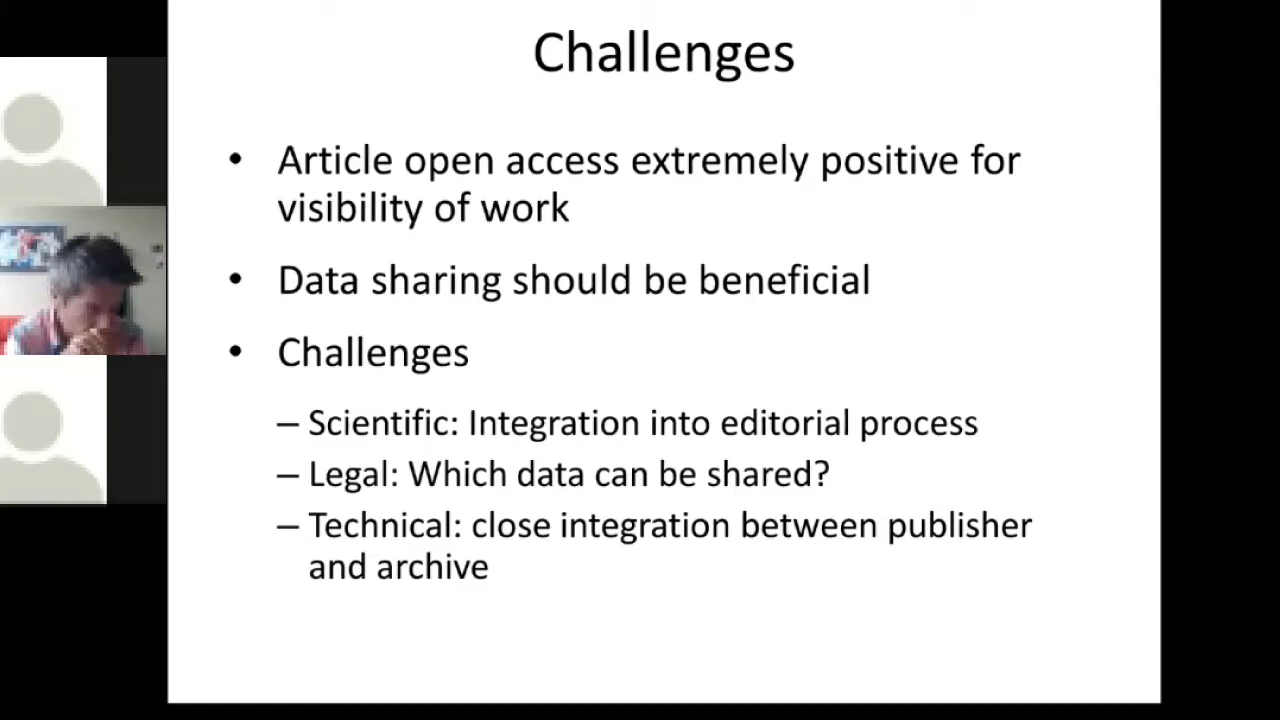 Challenges
• Article open access extremely positive for
visibility of work
• Data sharing should be beneficial
• Challenges
– Scientific: Integration into editorial process
– Legal: Which data can be shared?
– Technical: close integration between publisher
and archive